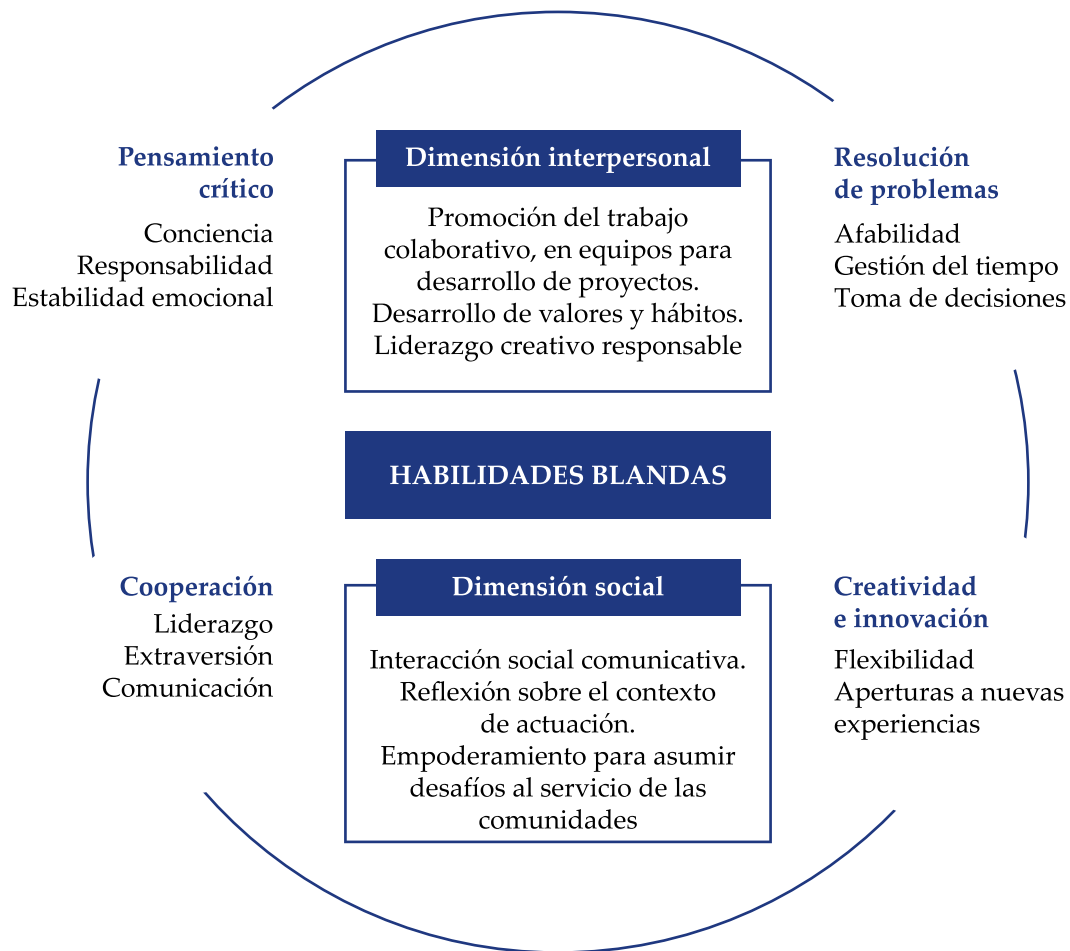 Pensamiento
crítico
Conciencia
Responsabilidad
Estabilidad emocional
Dimensión interpersonal
Promoción del trabajo
colaborativo, en equipos para
desarrollo de proyectos.
Desarrollo de valores y hábitos.
Liderazgo creativo responsable
Resolución
de problemas
Afabilidad
Gestión del tiempo
Toma de decisiones
HABILIDADES BLANDAS
Cooperación
Liderazgo
Extraversión
Comunicación
Dimensión social
Interacción social comunicativa.
Reflexión sobre el contexto
de actuación.
Empoderamiento para asumir
desafíos al servicio de las
comunidades
Creatividad
e innovación
Flexibilidad
Aperturas a nuevas
experiencias